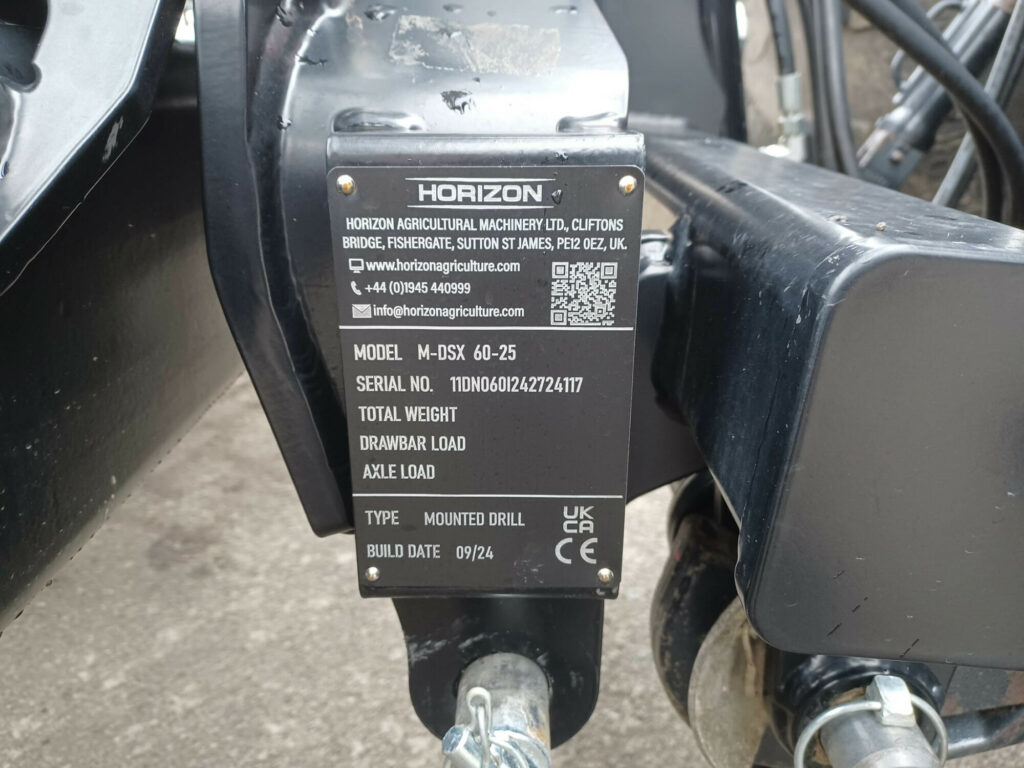 HORIZON
HORIZON AGRICULTURAL MACHINERY LTD., CLIFTONS
BRIDGE, FISHERGATE, SUTTON ST JAMES, PE12 0EZ, UK.
www.horizonagriculture.com
+44 (0)1945 440999
info@horizonagriculture.com
MODEL M-DSX 60-25
SERIAL NO. 11DN060I242724117
TOTAL WEIGHT
DRAWBAR LOAD
AXLE LOAD
TYPE MOUNTED DRILL
UK
CA
BUILD DATE 09/24
CE